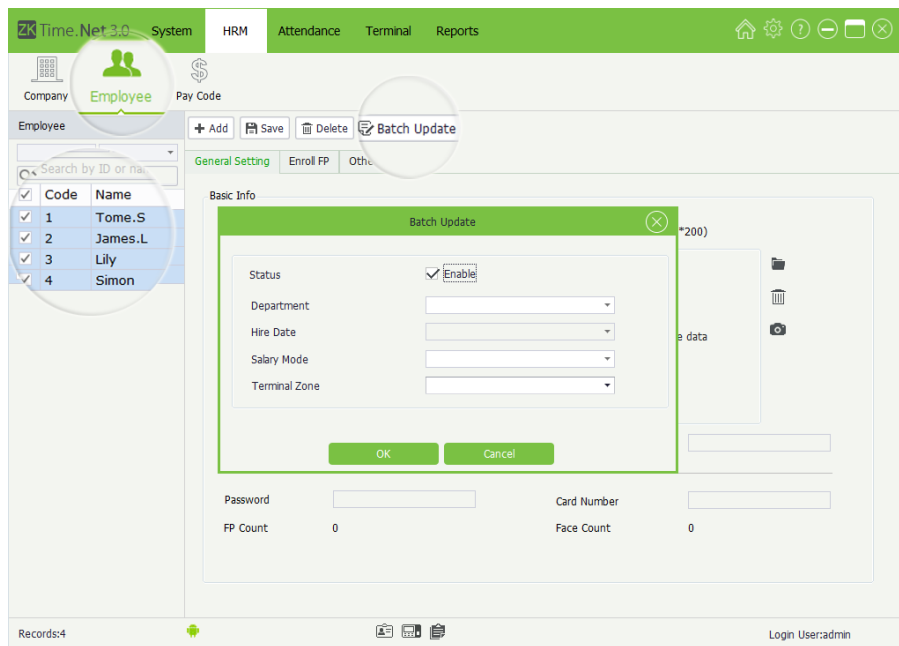 ZKTime.Net 3.0 System HRM Attendance Terminal Reports
Company Employee Pay Code
Employee
Add Save Delete Batch Update
Search by ID or na
General Setting Enroll FP Othe
Code Name
1 Tome.S
2 James.L
3 Lily
4 Simon
Basic Info
Batch Update
*200)
Status Enable
Department
Hire Date
e data
Salary Mode
Terminal Zone
OK Cancel
Password Card Number
FP Count 0 Face Count 0
Records:4 Login User:admin